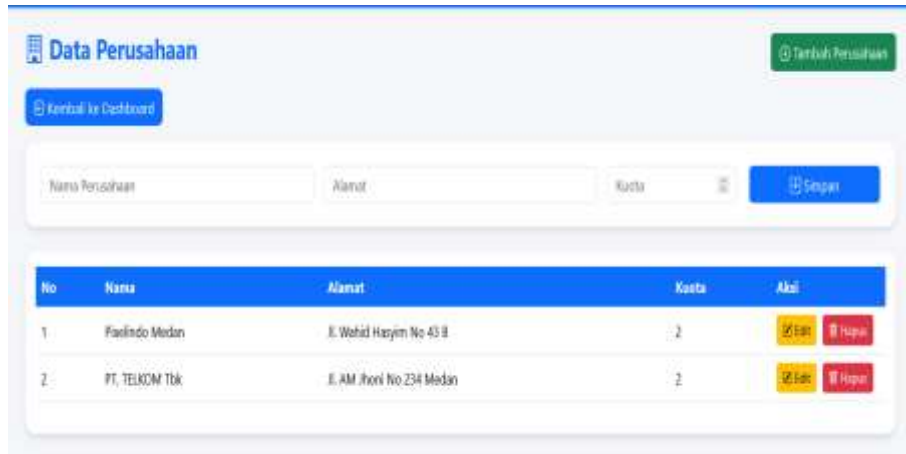 Data Perusahaan
Tambah Perusahaan
Kembali ke Dashboard
Nama Perusahaan Alamat Kuota Simpan
No Nama Alamat Kuota Aksi
1 Medan Jl. Wahid Hasyim No 43 B 2 Edit Hapus
2 PT. TELKOM Tbk Jl. AM Jhoni No 234 Medan 2 Edit Hapus